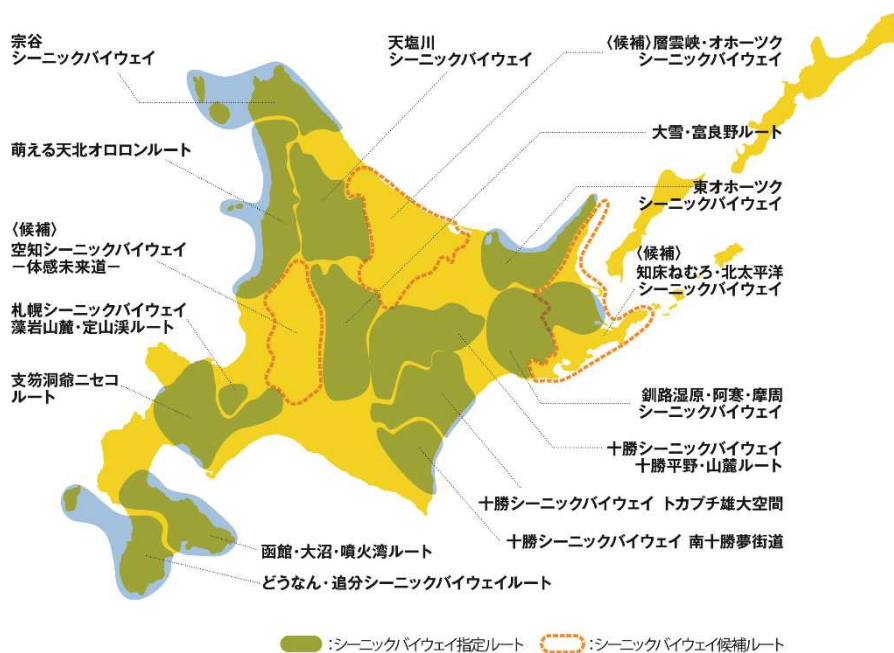 宗谷
シーニックバイウェイ
天塩川
シーニックバイウェイ
〈候補〉層雲峡・オホーツク
シーニックバイウェイ
萌える天北オロロンルート
大雪・富良野ルート
東オホーツク
シーニックバイウェイ
〈候補〉
空知シーニックバイウェイ
－体感未来道－
〈候補〉
知床ねむろ・北太平洋
シーニックバイウェイ
札幌シーニックバイウェイ
藻岩山麓・定山渓ルート
支笏洞爺ニセコ
ルート
釧路湿原・阿寒・摩周
シーニックバイウェイ
十勝シーニックバイウェイ
十勝平野・山麓ルート
十勝シーニックバイウェイ トカプチ雄大空間
十勝シーニックバイウェイ 南十勝夢街道
函館・大沼・噴火湾ルート
どうなん・追分シーニックバイウェイルート
：シーニックバイウェイ指定ルート
：シーニックバイウェイ候補ルート